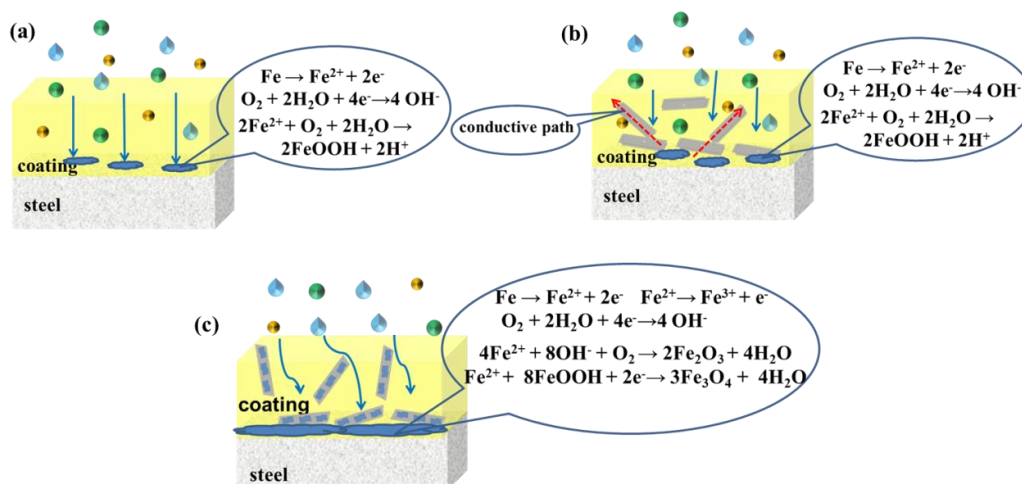 (a)
Fe → Fe²⁺ + 2e⁻
O₂ + 2H₂O + 4e⁻→4 OH⁻
2Fe²⁺+ O₂ + 2H₂O →
2FeOOH + 2H⁺
coating
steel
(b)
conductive path
Fe → Fe²⁺ + 2e⁻
O₂ + 2H₂O + 4e⁻→4 OH⁻
2Fe²⁺+ O₂ + 2H₂O →
2FeOOH + 2H⁺
coating
steel
(c)
Fe → Fe²⁺ + 2e⁻ Fe²⁺→ Fe³⁺ + e⁻
O₂ + 2H₂O + 4e⁻→4 OH⁻
4Fe²⁺ + 8OH⁻ + O₂ → 2Fe₂O₃ + 4H₂O
Fe²⁺ + 8FeOOH + 2e⁻→ 3Fe₃O₄ + 4H₂O
coating
steel